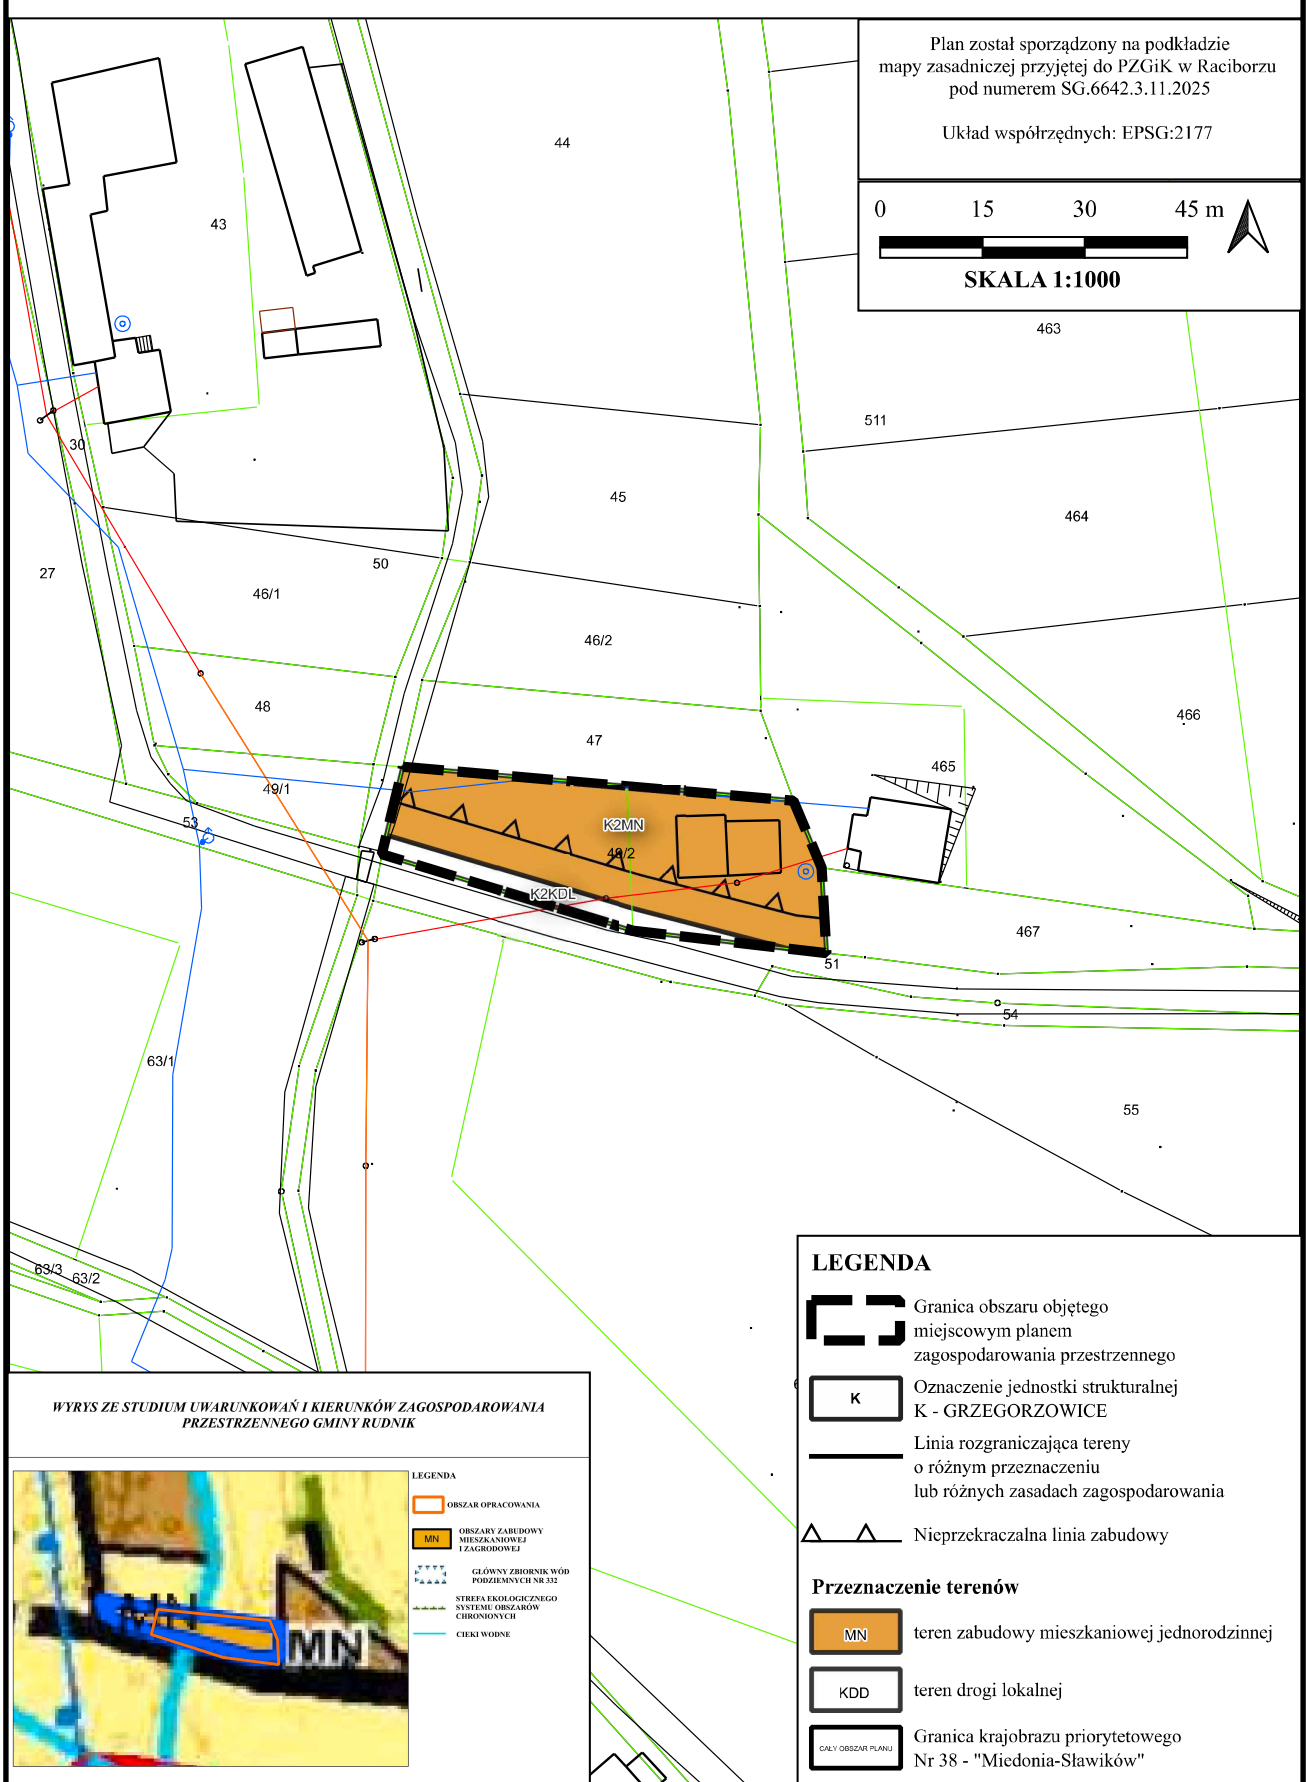 Plan został sporządzony na podkładzie
mapy zasadniczej przyjętej do PZGiK w Raciborzu
pod numerem SG.6642.3.11.2025
Układ współrzędnych: EPSG:2177
0 15 30 45 m
SKALA 1:1000
44
43
463
511
30
45
464
27
50
46/1
46/2
48
466
47
465
49/1
53
K2MN
49/2
K2KDL
467
51
54
63/1
55
63/3
63/2
LEGENDA
Granica obszaru objętego
miejscowym planem
zagospodarowania przestrzennego
K
Oznaczenie jednostki strukturalnej
K - GRZEGORZOWICE
Linia rozgraniczająca tereny
o różnym przeznaczeniu
lub różnych zasadach zagospodarowania
Nieprzekraczalna linia zabudowy
Przeznaczenie terenów
MN
teren zabudowy mieszkaniowej jednorodzinnej
KDD
teren drogi lokalnej
CAŁY OBSZAR PLANU
Granica krajobrazu priorytetowego
Nr 38 - "Miedonia-Sławików"
WYRYS ZE STUDIUM UWARUNKOWAŃ I KIERUNKÓW ZAGOSPODAROWANIA
PRZESTRZENNEGO GMINY RUDNIK
MN
MN
LEGENDA
OBSZAR OPRACOWANIA
MN
OBSZARY ZABUDOWY
MIESZKANIOWEJ
I ZAGRODOWEJ
GŁÓWNY ZBIORNIK WÓD
PODZIEMNYCH NR 332
STREFA EKOLOGICZNEGO
SYSTEMU OBSZARÓW
CHRONIONYCH
CIEKI WODNE